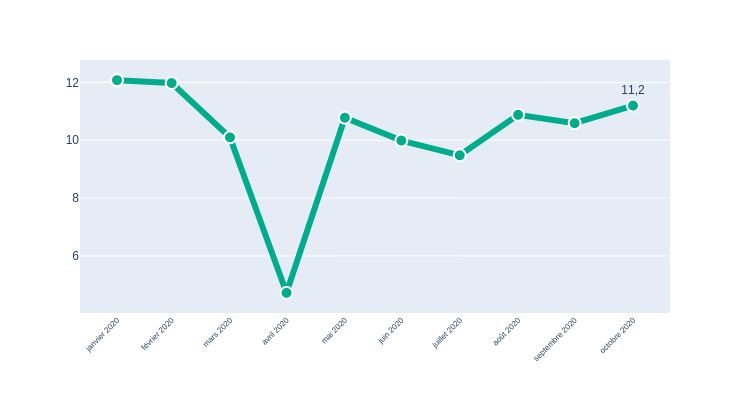 12
10
8
6
11,2
janvier 2020
février 2020
mars 2020
avril 2020
mai 2020
juin 2020
juillet 2020
août 2020
septembre 2020
octobre 2020